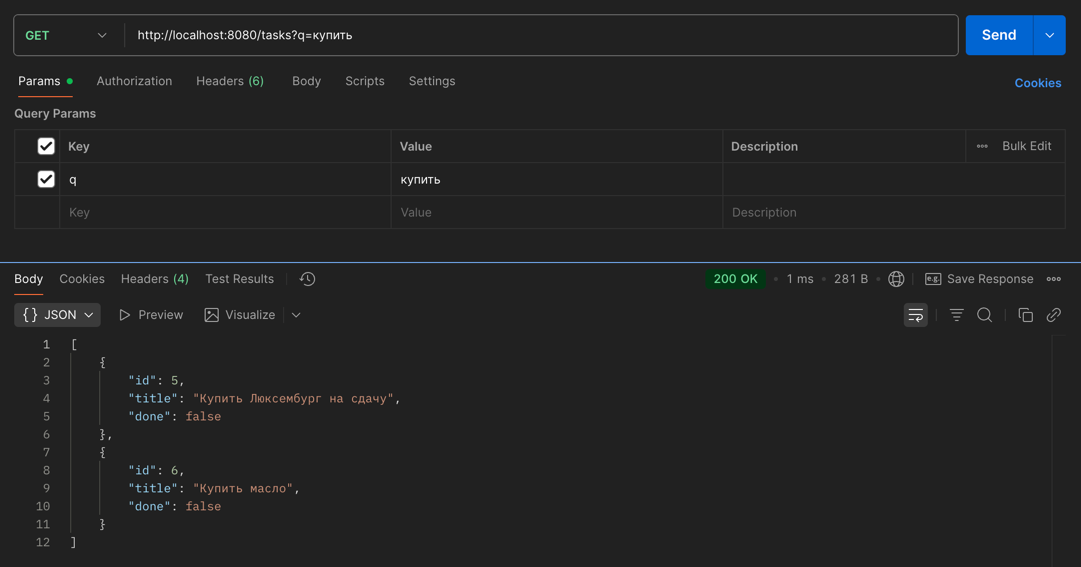 GET http://localhost:8080/tasks?q=купить Send
Params Authorization Headers (6) Body Scripts Settings Cookies
Query Params
Key Value Description ••• Bulk Edit
q купить
Key Value Description
Body Cookies Headers (4) Test Results 200 OK • 1 ms • 281 B e.g. Save Response •••
{} JSON Preview Visualize
1 [
2 {
3 "id": 5,
4 "title": "Купить Люксембург на сдачу",
5 "done": false
6 },
7 {
8 "id": 6,
9 "title": "Купить масло",
10 "done": false
11 }
12 ]